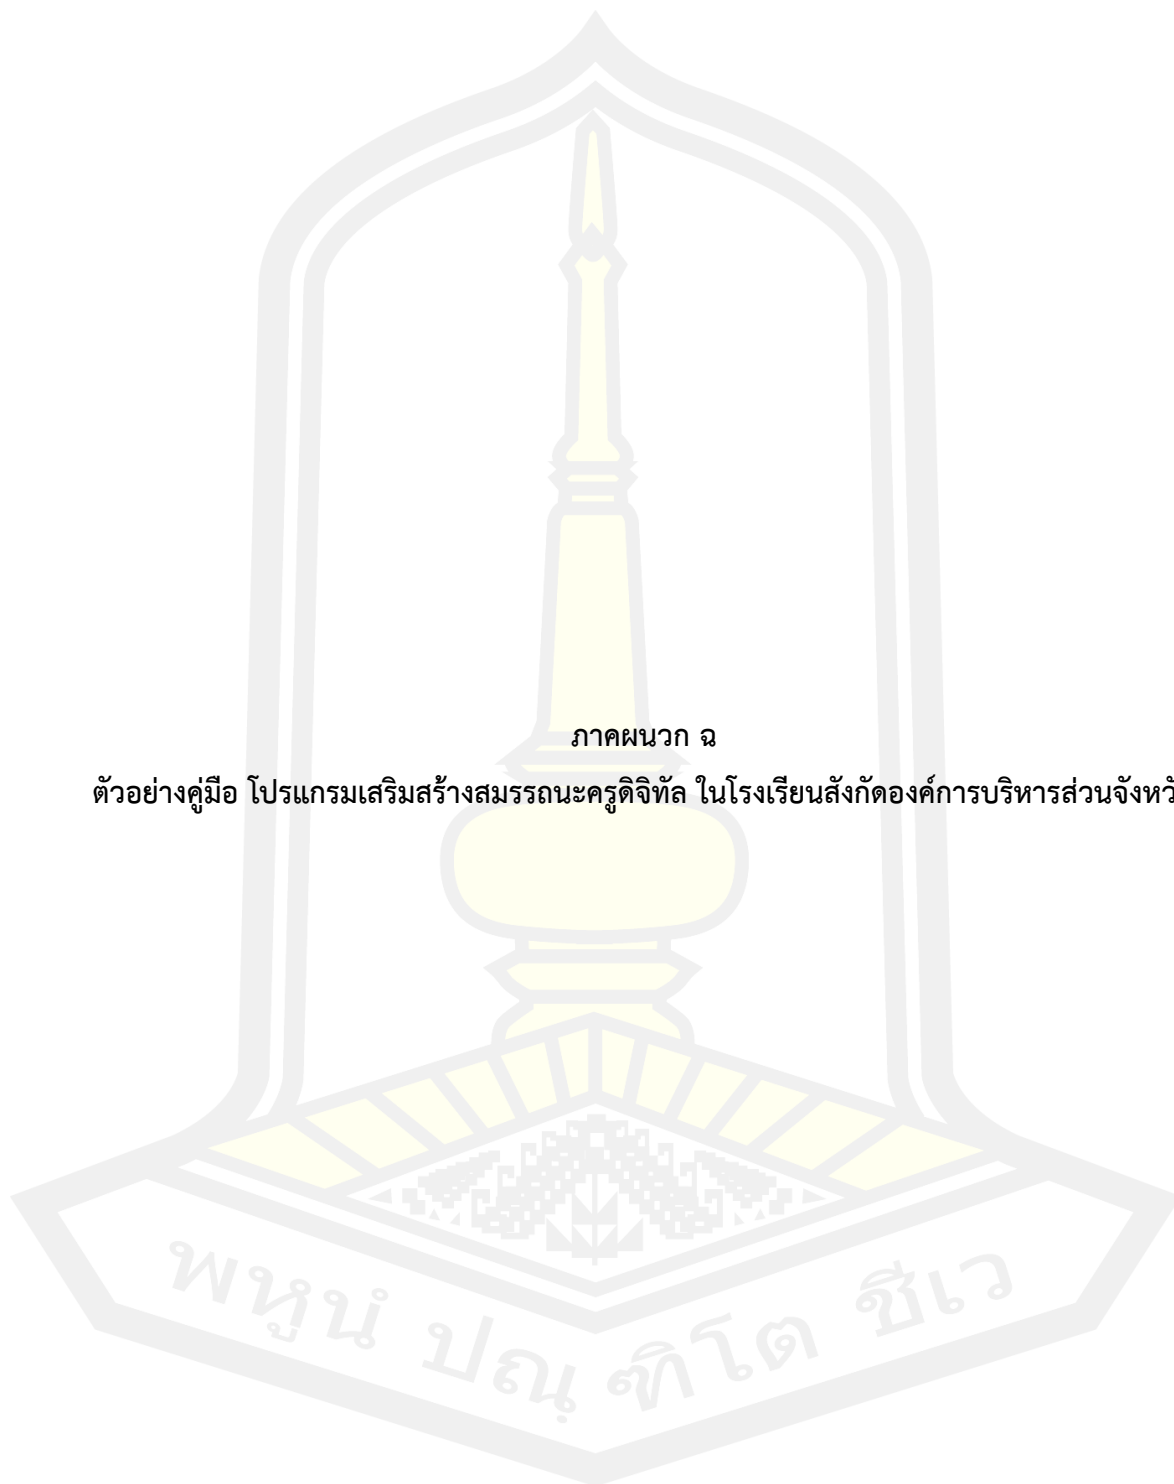 ภาคผนวก ฉ
ตัวอย่างคู่มือ โปรแกรมเสริมสร้างสมรรถนะครูดิจิทัล ในโรงเรียนสังกัดองค์การบริหารส่วนจังหวั
พหูนํ ปณฺฑิโต ชีเว